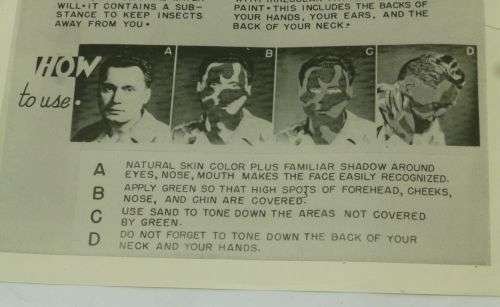 WILL • IT CONTAINS A SUB-
STANCE TO KEEP INSECTS
AWAY FROM YOU •
PAINT • THIS INCLUDES THE BACKS OF
YOUR HANDS, YOUR EARS, AND THE
BACK OF YOUR NECK •
HOW
to use •
A
B
C
D
A NATURAL SKIN COLOR PLUS FAMILIAR SHADOW AROUND
EYES, NOSE, MOUTH MAKES THE FACE EASILY RECOGNIZED.
B APPLY GREEN SO THAT HIGH SPOTS OF FOREHEAD, CHEEKS,
NOSE, AND CHIN ARE COVERED.
C USE SAND TO TONE DOWN THE AREAS NOT COVERED
BY GREEN.
D DO NOT FORGET TO TONE DOWN THE BACK OF YOUR
NECK AND YOUR HANDS.